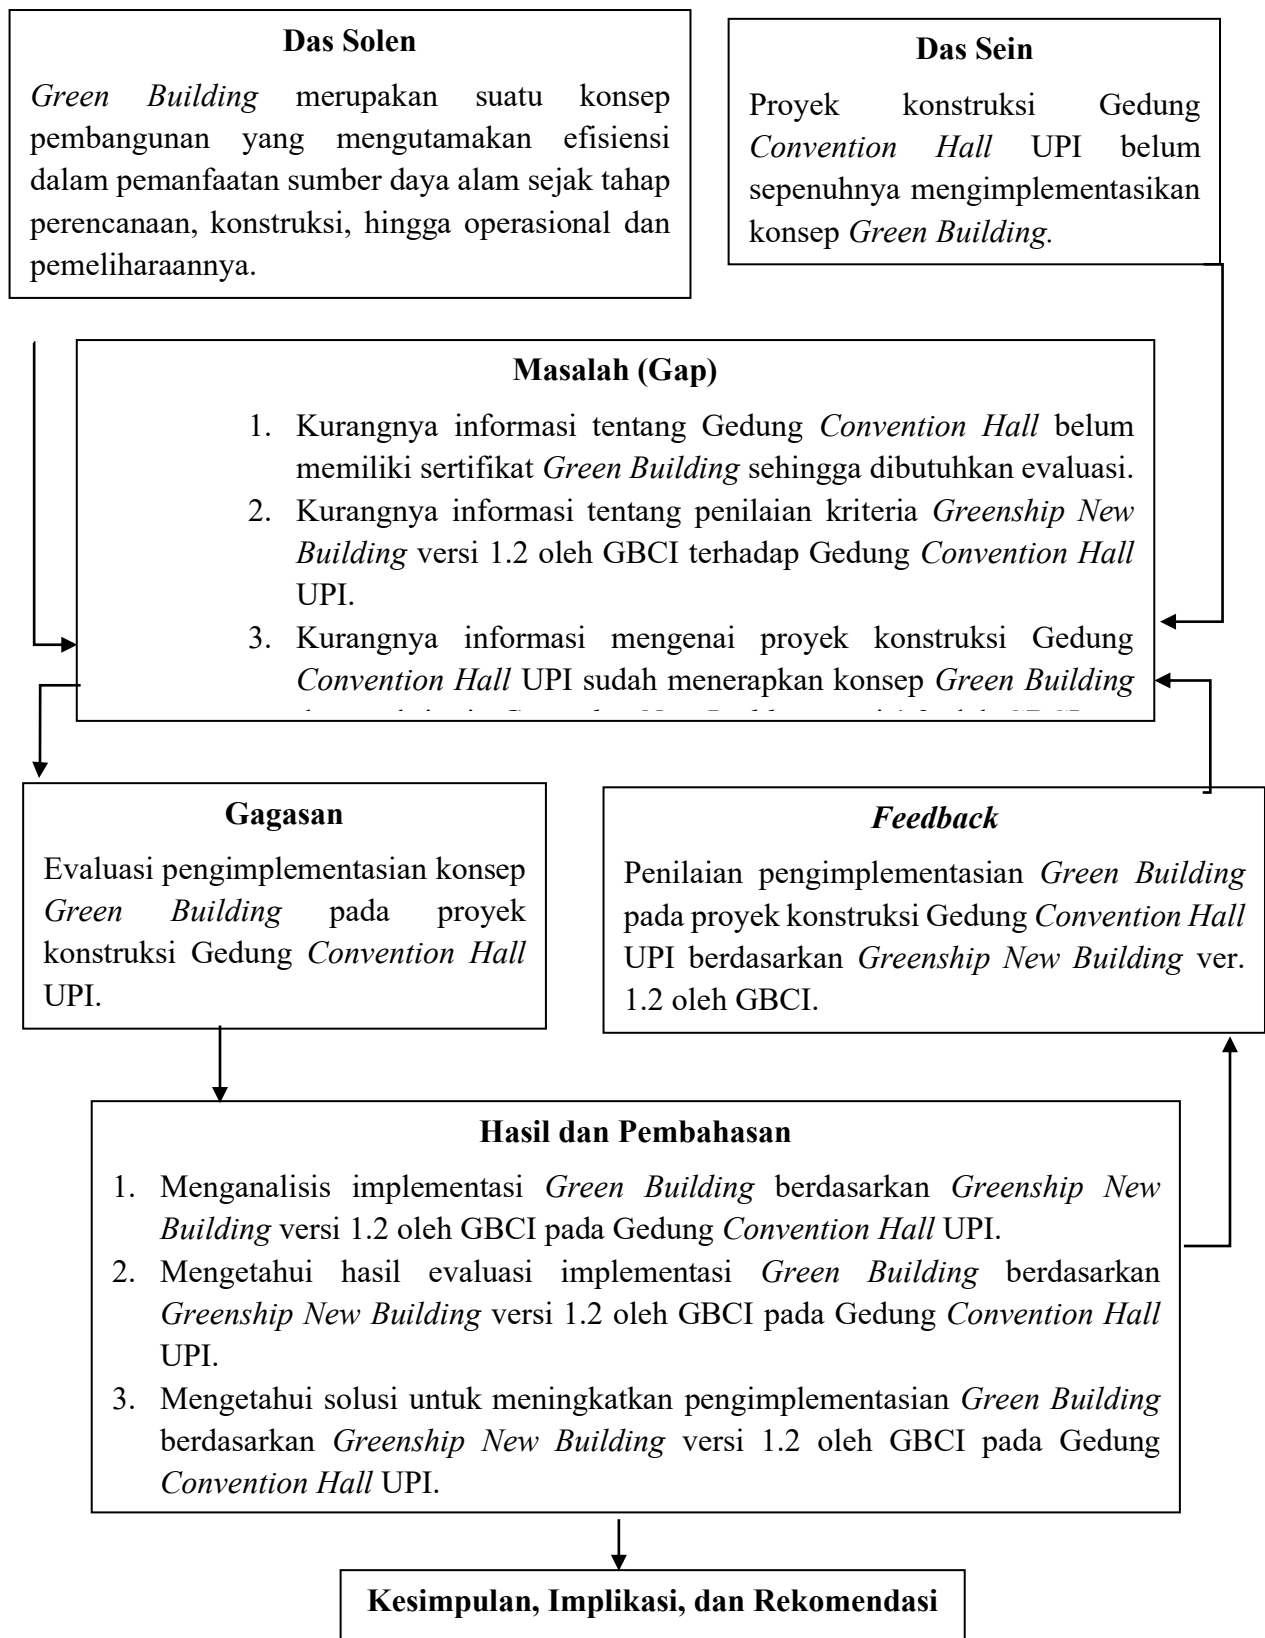 Das Solen
Green Building merupakan suatu konsep
pembangunan yang mengutamakan efisiensi
dalam pemanfaatan sumber daya alam sejak tahap
perencanaan, konstruksi, hingga operasional dan
pemeliharaannya.
Das Sein
Proyek konstruksi Gedung
Convention Hall UPI belum
sepenuhnya mengimplementasikan
konsep Green Building.
Masalah (Gap)
1. Kurangnya informasi tentang Gedung Convention Hall belum
memiliki sertifikat Green Building sehingga dibutuhkan evaluasi.
2. Kurangnya informasi tentang penilaian kriteria Greenship New
Building versi 1.2 oleh GBCI terhadap Gedung Convention Hall
UPI.
3. Kurangnya informasi mengenai proyek konstruksi Gedung
Convention Hall UPI sudah menerapkan konsep Green Building
Gagasan
Evaluasi pengimplementasian konsep
Green Building pada proyek
konstruksi Gedung Convention Hall
UPI.
Feedback
Penilaian pengimplementasian Green Building
pada proyek konstruksi Gedung Convention Hall
UPI berdasarkan Greenship New Building ver.
1.2 oleh GBCI.
Hasil dan Pembahasan
1. Menganalisis implementasi Green Building berdasarkan Greenship New
Building versi 1.2 oleh GBCI pada Gedung Convention Hall UPI.
2. Mengetahui hasil evaluasi implementasi Green Building berdasarkan
Greenship New Building versi 1.2 oleh GBCI pada Gedung Convention Hall
UPI.
3. Mengetahui solusi untuk meningkatkan pengimplementasian Green Building
berdasarkan Greenship New Building versi 1.2 oleh GBCI pada Gedung
Convention Hall UPI.
Kesimpulan, Implikasi, dan Rekomendasi